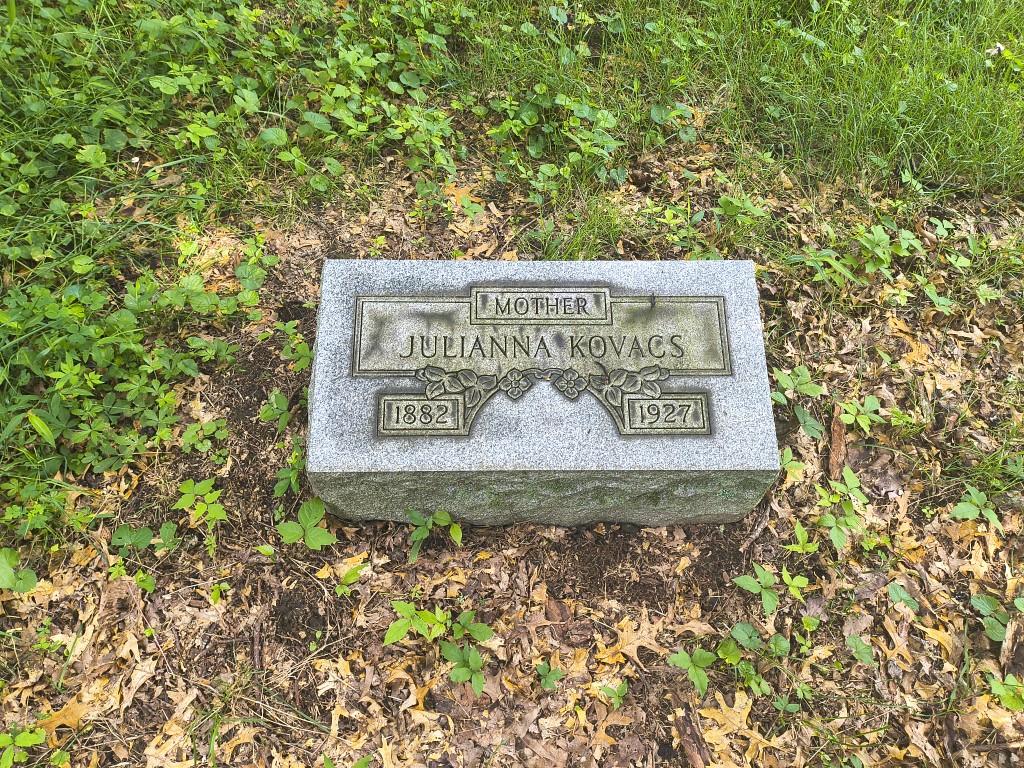 MOTHER
JULIANNA KOVACS
1882 1927